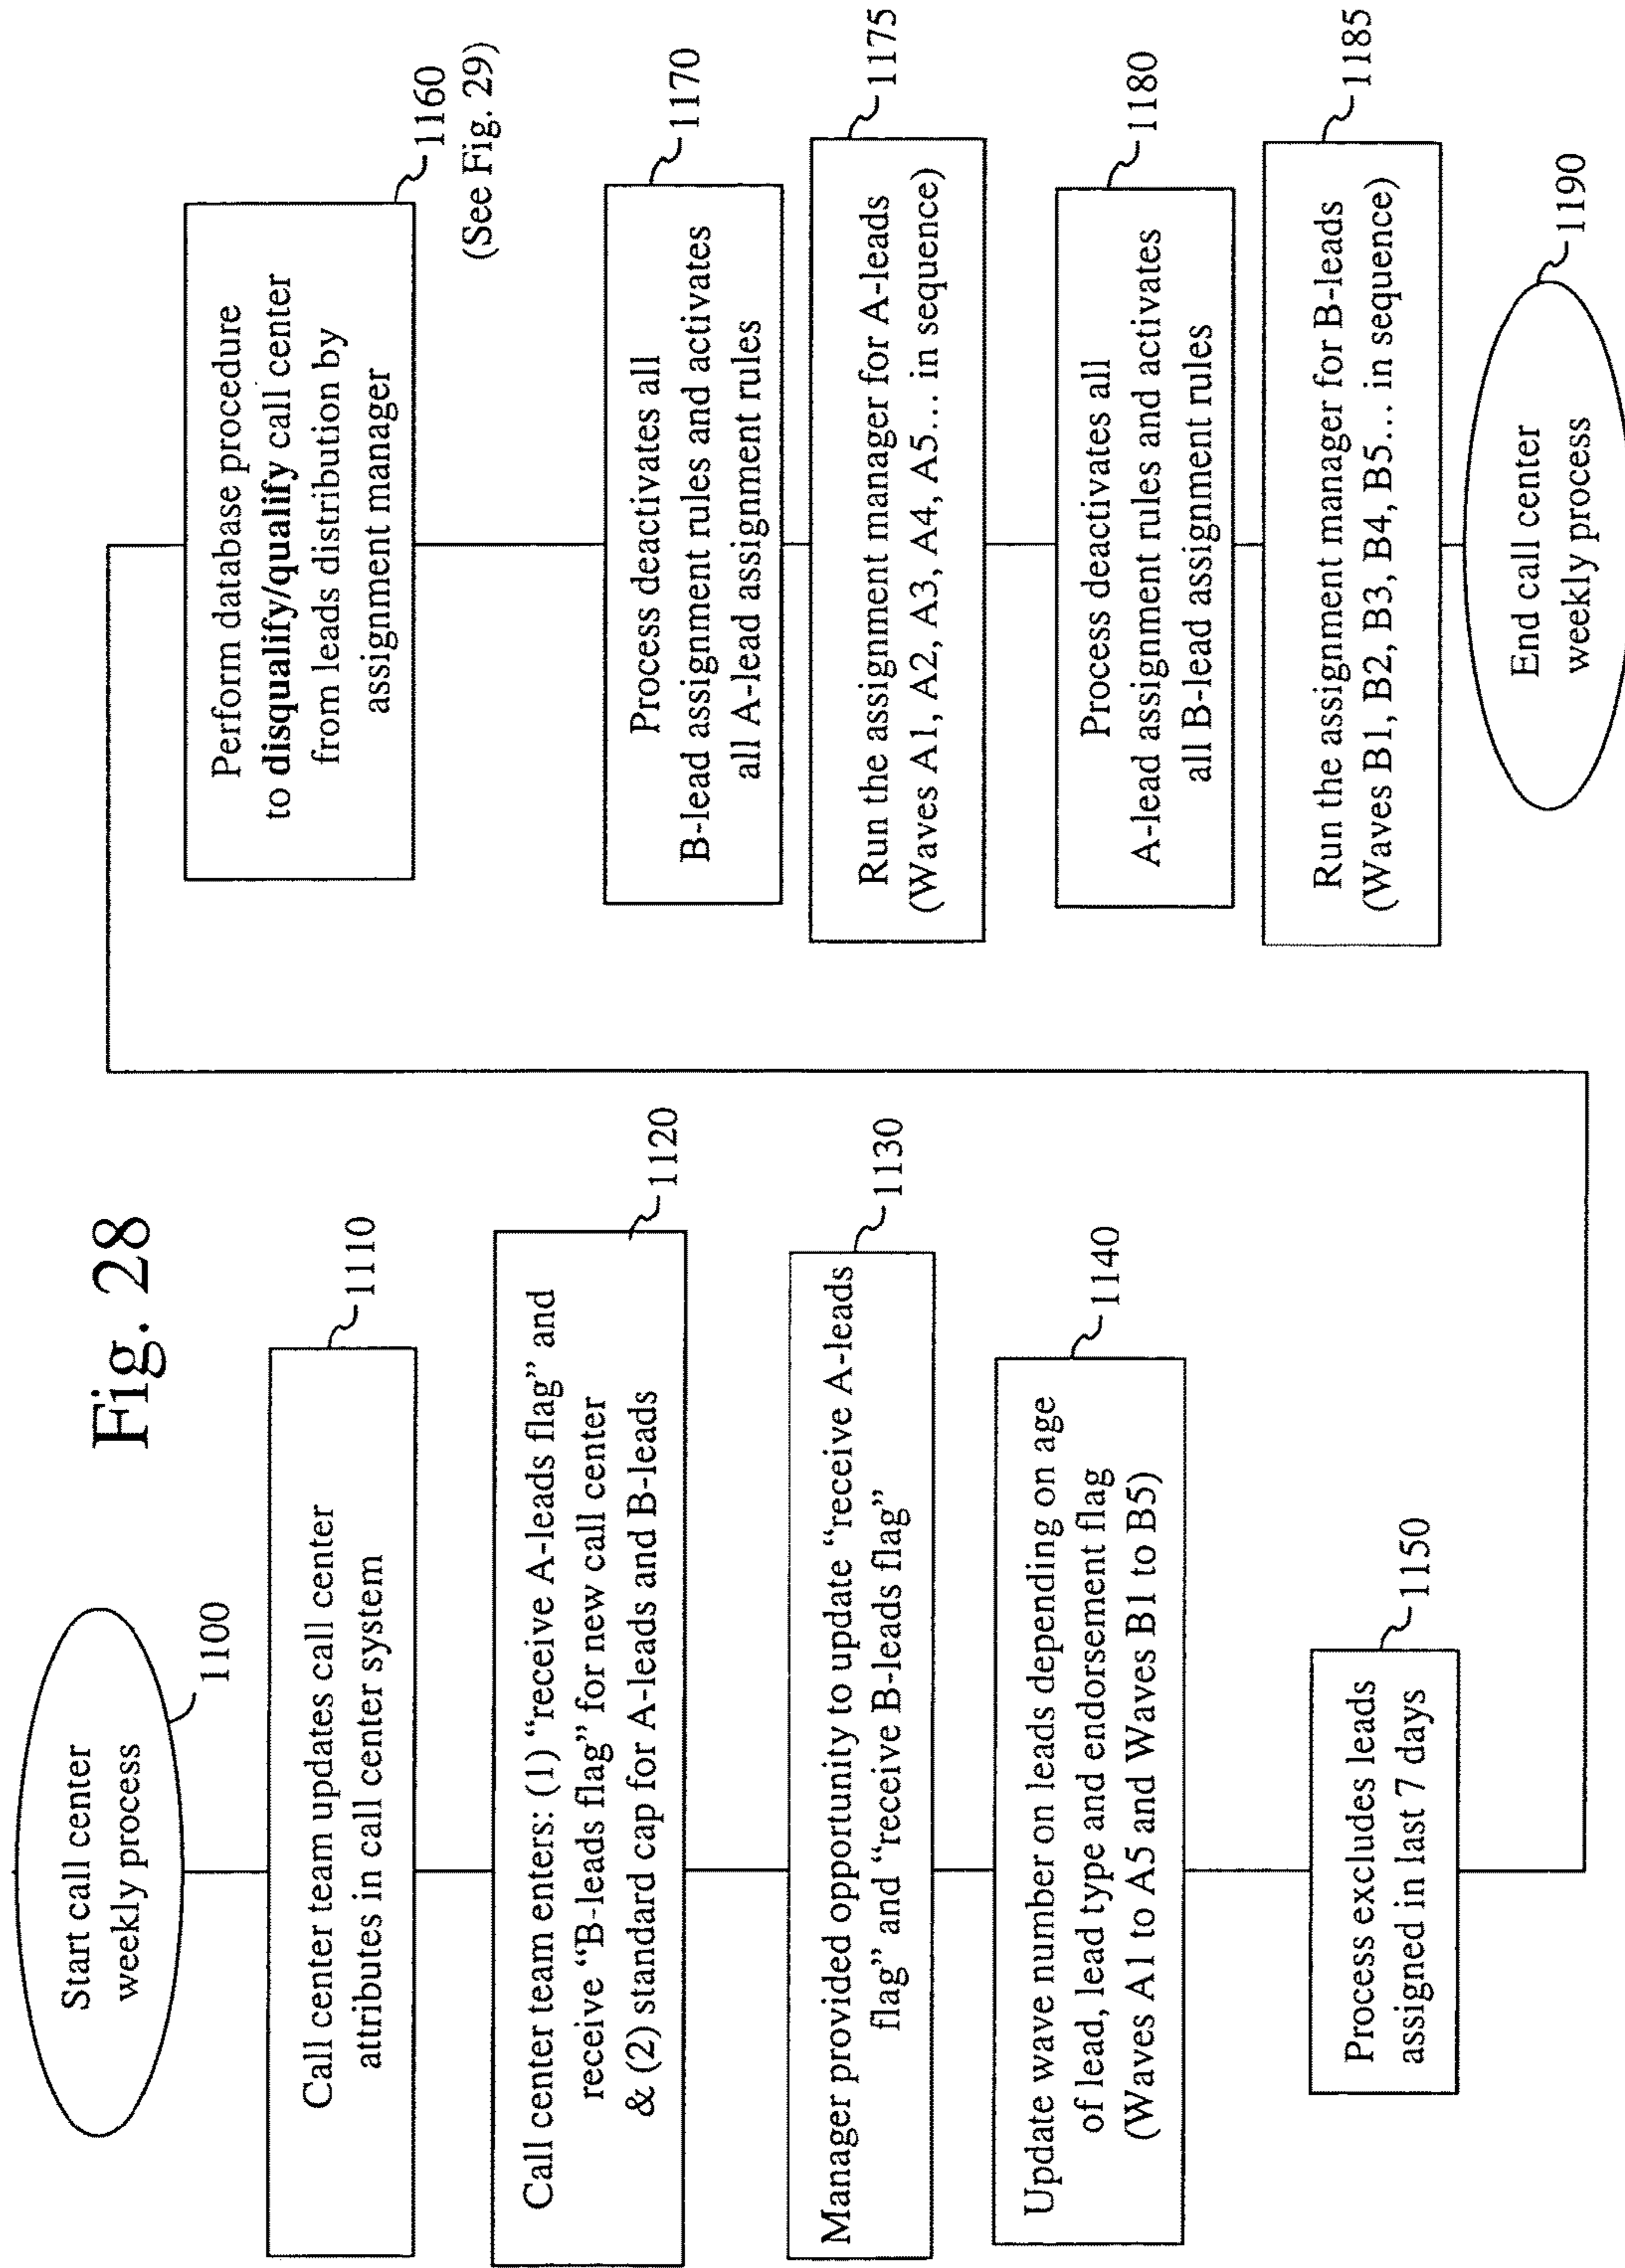 Fig. 28
Start call center
weekly process
1100
Call center team updates call center
attributes in call center system
1110
Call center team enters: (1) “receive A-leads flag” and
receive “B-leads flag” for new call center
& (2) standard cap for A-leads and B-leads
1120
Manager provided opportunity to update “receive A-leads
flag” and “receive B-leads flag”
1130
Update wave number on leads depending on age
of lead, lead type and endorsement flag
(Waves A1 to A5 and Waves B1 to B5)
1140
Process excludes leads
assigned in last 7 days
1150
Perform database procedure
to disqualify/qualify call center
from leads distribution by
assignment manager
1160
(See Fig. 29)
Process deactivates all
B-lead assignment rules and activates
all A-lead assignment rules
1170
Run the assignment manager for A-leads
(Waves A1, A2, A3, A4, A5... in sequence)
1175
Process deactivates all
A-lead assignment rules and activates
all B-lead assignment rules
1180
Run the assignment manager for B-leads
(Waves B1, B2, B3, B4, B5... in sequence)
1185
End call center
weekly process
1190